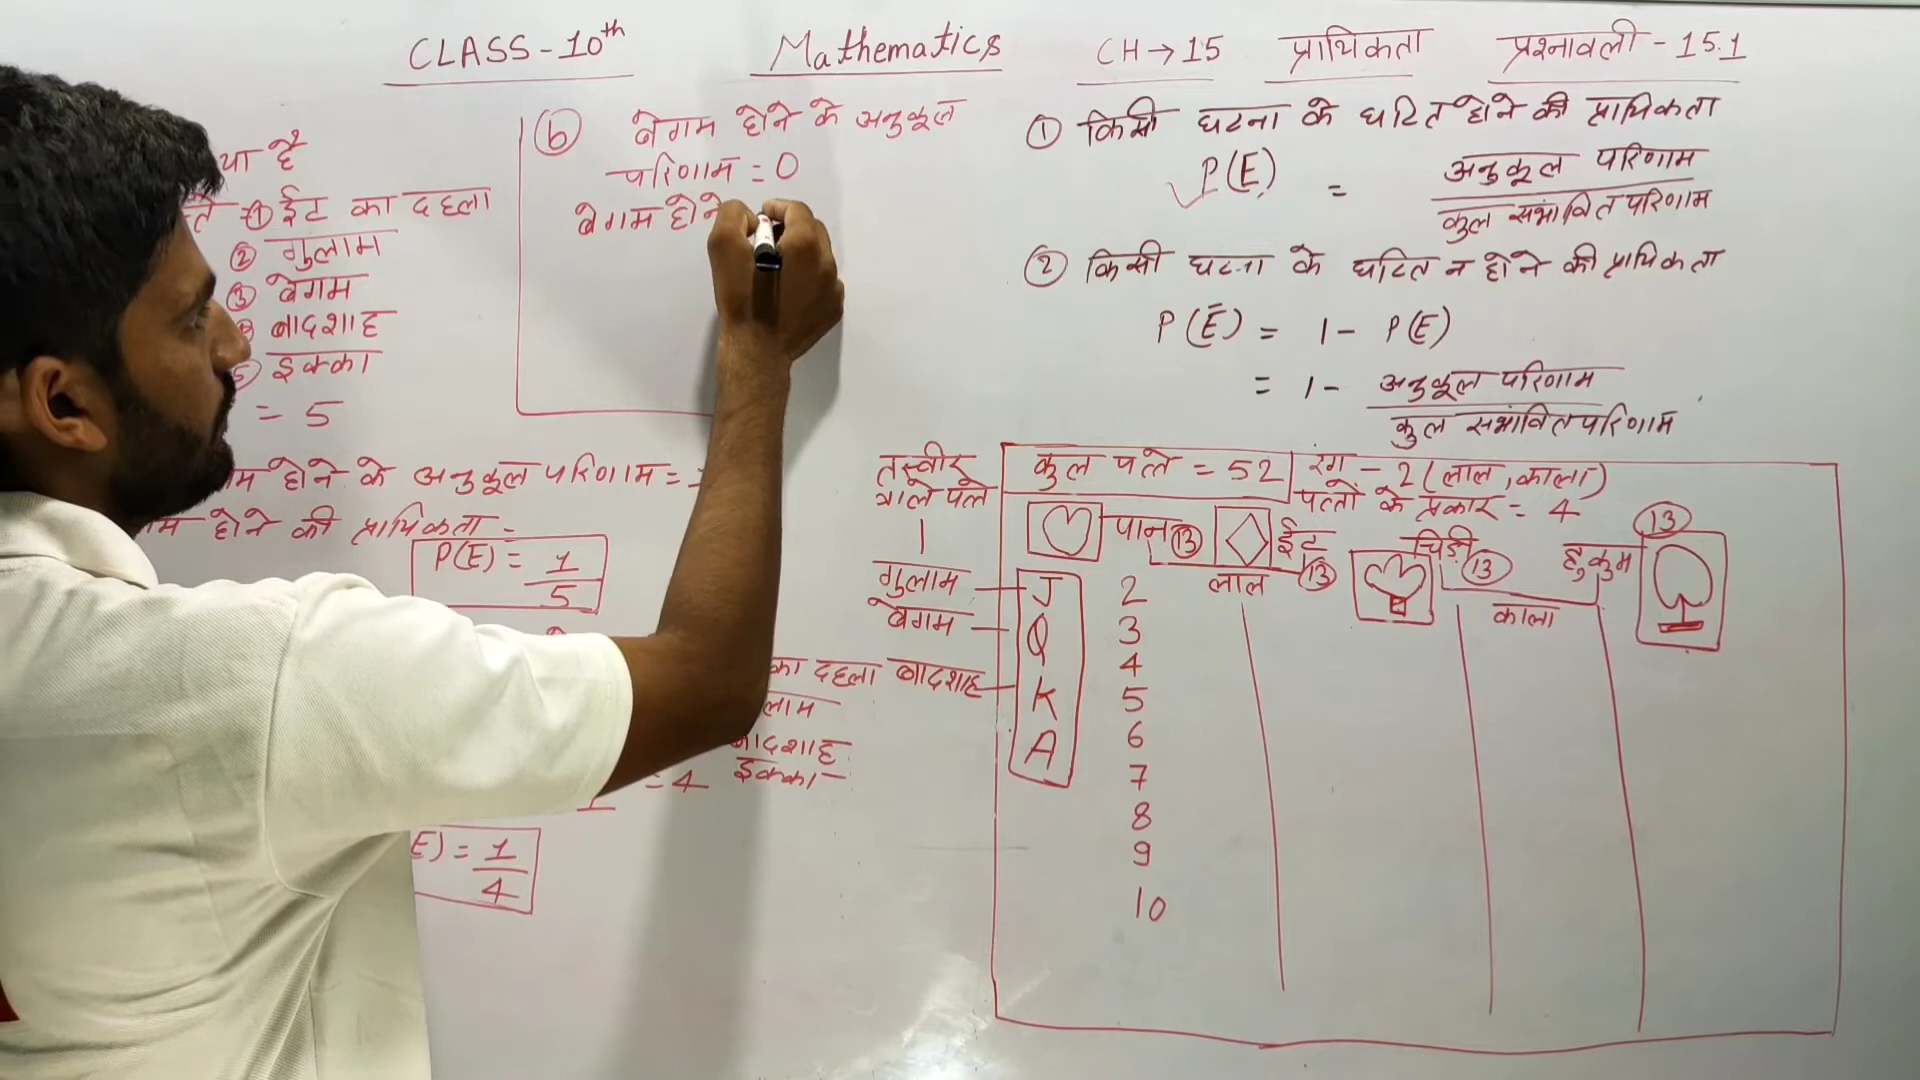 CLASS-10th Mathematics CH→15 प्रायिकता प्रश्नावली-15.1
है
① ईट का दहला
② गुलाम
③ बेगम
बादशाह
⑤ इक्का
= 5
होने के अनुकूल परिणाम =
होने की प्रायिकता =
P(E) = 1/5
का दहला
बादशाह
इक्का
= 4
= 1/4
⑥ बेगम होने के अनुकूल
परिणाम = 0
बेगम होने
① किसी घटना के घटित होने की प्रायिकता
P(E) = अनुकूल परिणाम / कुल संभावित परिणाम
② किसी घटना के घटित न होने की प्रायिकता
P(Ē) = 1 - P(E)
= 1 - अनुकूल परिणाम / कुल संभावित परिणाम
तस्वीर
वाले पत्ते
गुलाम
बेगम
बादशाह
कुल पत्ते = 52
रंग - 2 (लाल, काला)
पत्तों के प्रकार = 4
पान 13 ईट 13 चिड़ी 13 हुकुम 13
लाल काला
J
Q
K
A
2
3
4
5
6
7
8
9
10